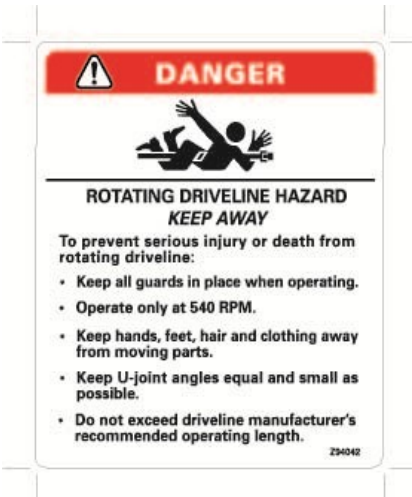 DANGER
ROTATING DRIVELINE HAZARD
KEEP AWAY
To prevent serious injury or death from
rotating driveline:
• Keep all guards in place when operating.
• Operate only at 540 RPM.
• Keep hands, feet, hair and clothing away
from moving parts.
• Keep U-joint angles equal and small as
possible.
• Do not exceed driveline manufacturer's
recommended operating length.
Z94042